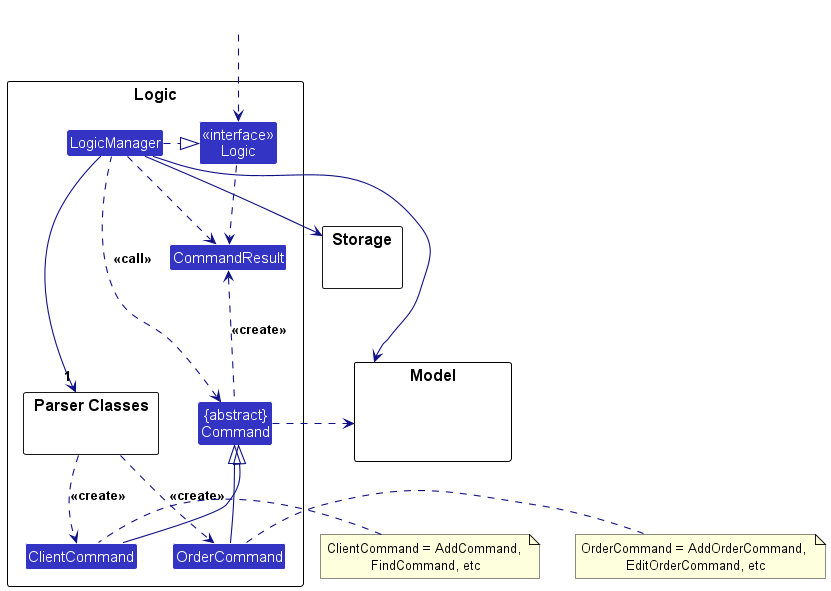 Logic
LogicManager
«interface»
Logic
Storage
CommandResult
«call»
«create»
1
Model
Parser Classes
{abstract}
Command
«create»
«create»
ClientCommand
OrderCommand
ClientCommand = AddCommand,
FindCommand, etc
OrderCommand = AddOrderCommand,
EditOrderCommand, etc